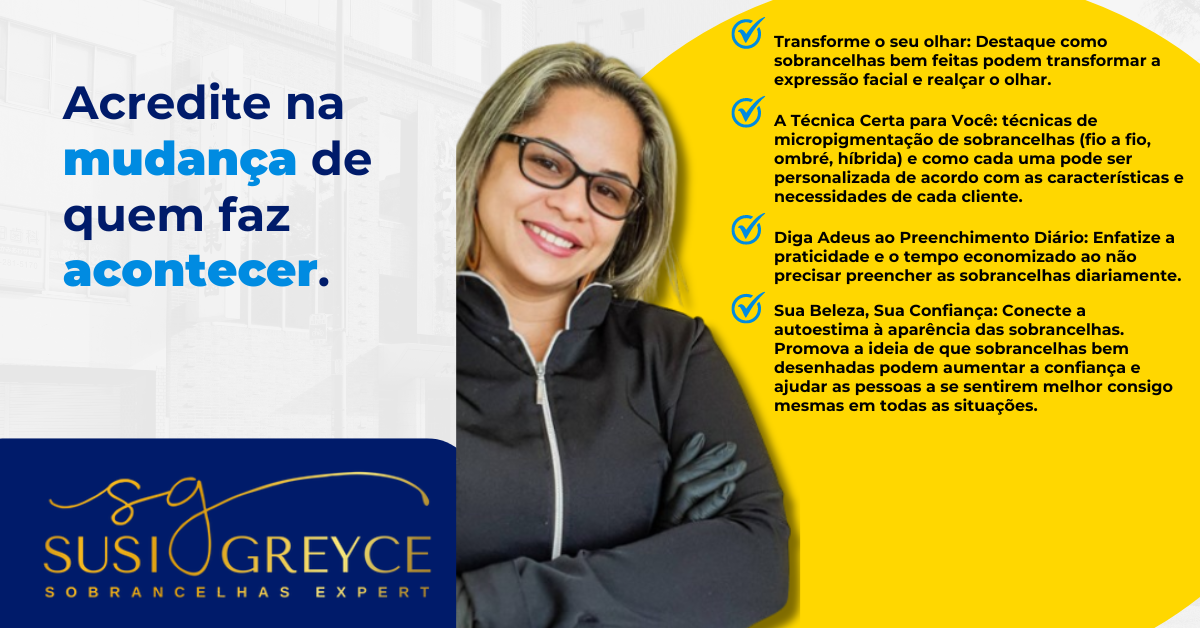 Acredite na
mudança de
quem faz
acontecer.
sg
SUSI GREYCE
SOBRANCELHAS EXPERT
Transforme o seu olhar: Destaque como
sobrancelhas bem feitas podem transformar a
expressão facial e realçar o olhar.
A Técnica Certa para Você: técnicas de
micropigmentação de sobrancelhas (fio a fio,
ombré, híbrida) e como cada uma pode ser
personalizada de acordo com as características e
necessidades de cada cliente.
Diga Adeus ao Preenchimento Diário: Enfatize a
praticidade e o tempo economizado ao não
precisar preencher as sobrancelhas diariamente.
Sua Beleza, Sua Confiança: Conecte a
autoestima à aparência das sobrancelhas.
Promova a ideia de que sobrancelhas bem
desenhadas podem aumentar a confiança e
ajudar as pessoas a se sentirem melhor consigo
mesmas em todas as situações.